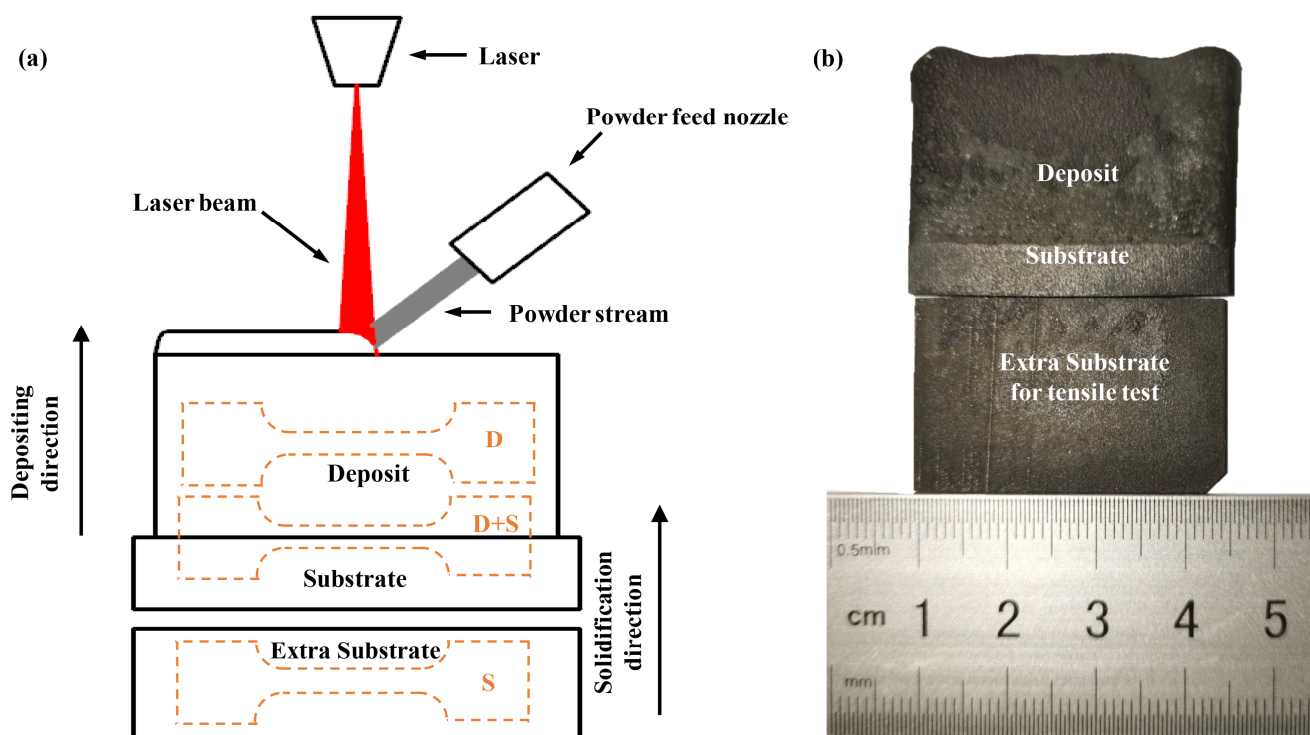 (a)
Laser
Powder feed nozzle
Laser beam
Powder stream
Depositing
direction
D
Deposit
D+S
Substrate
Solidification
direction
Extra Substrate
S
(b)
Deposit
Substrate
Extra Substrate
for tensile test
0.5mm
cm 1 2 3 4 5
mm